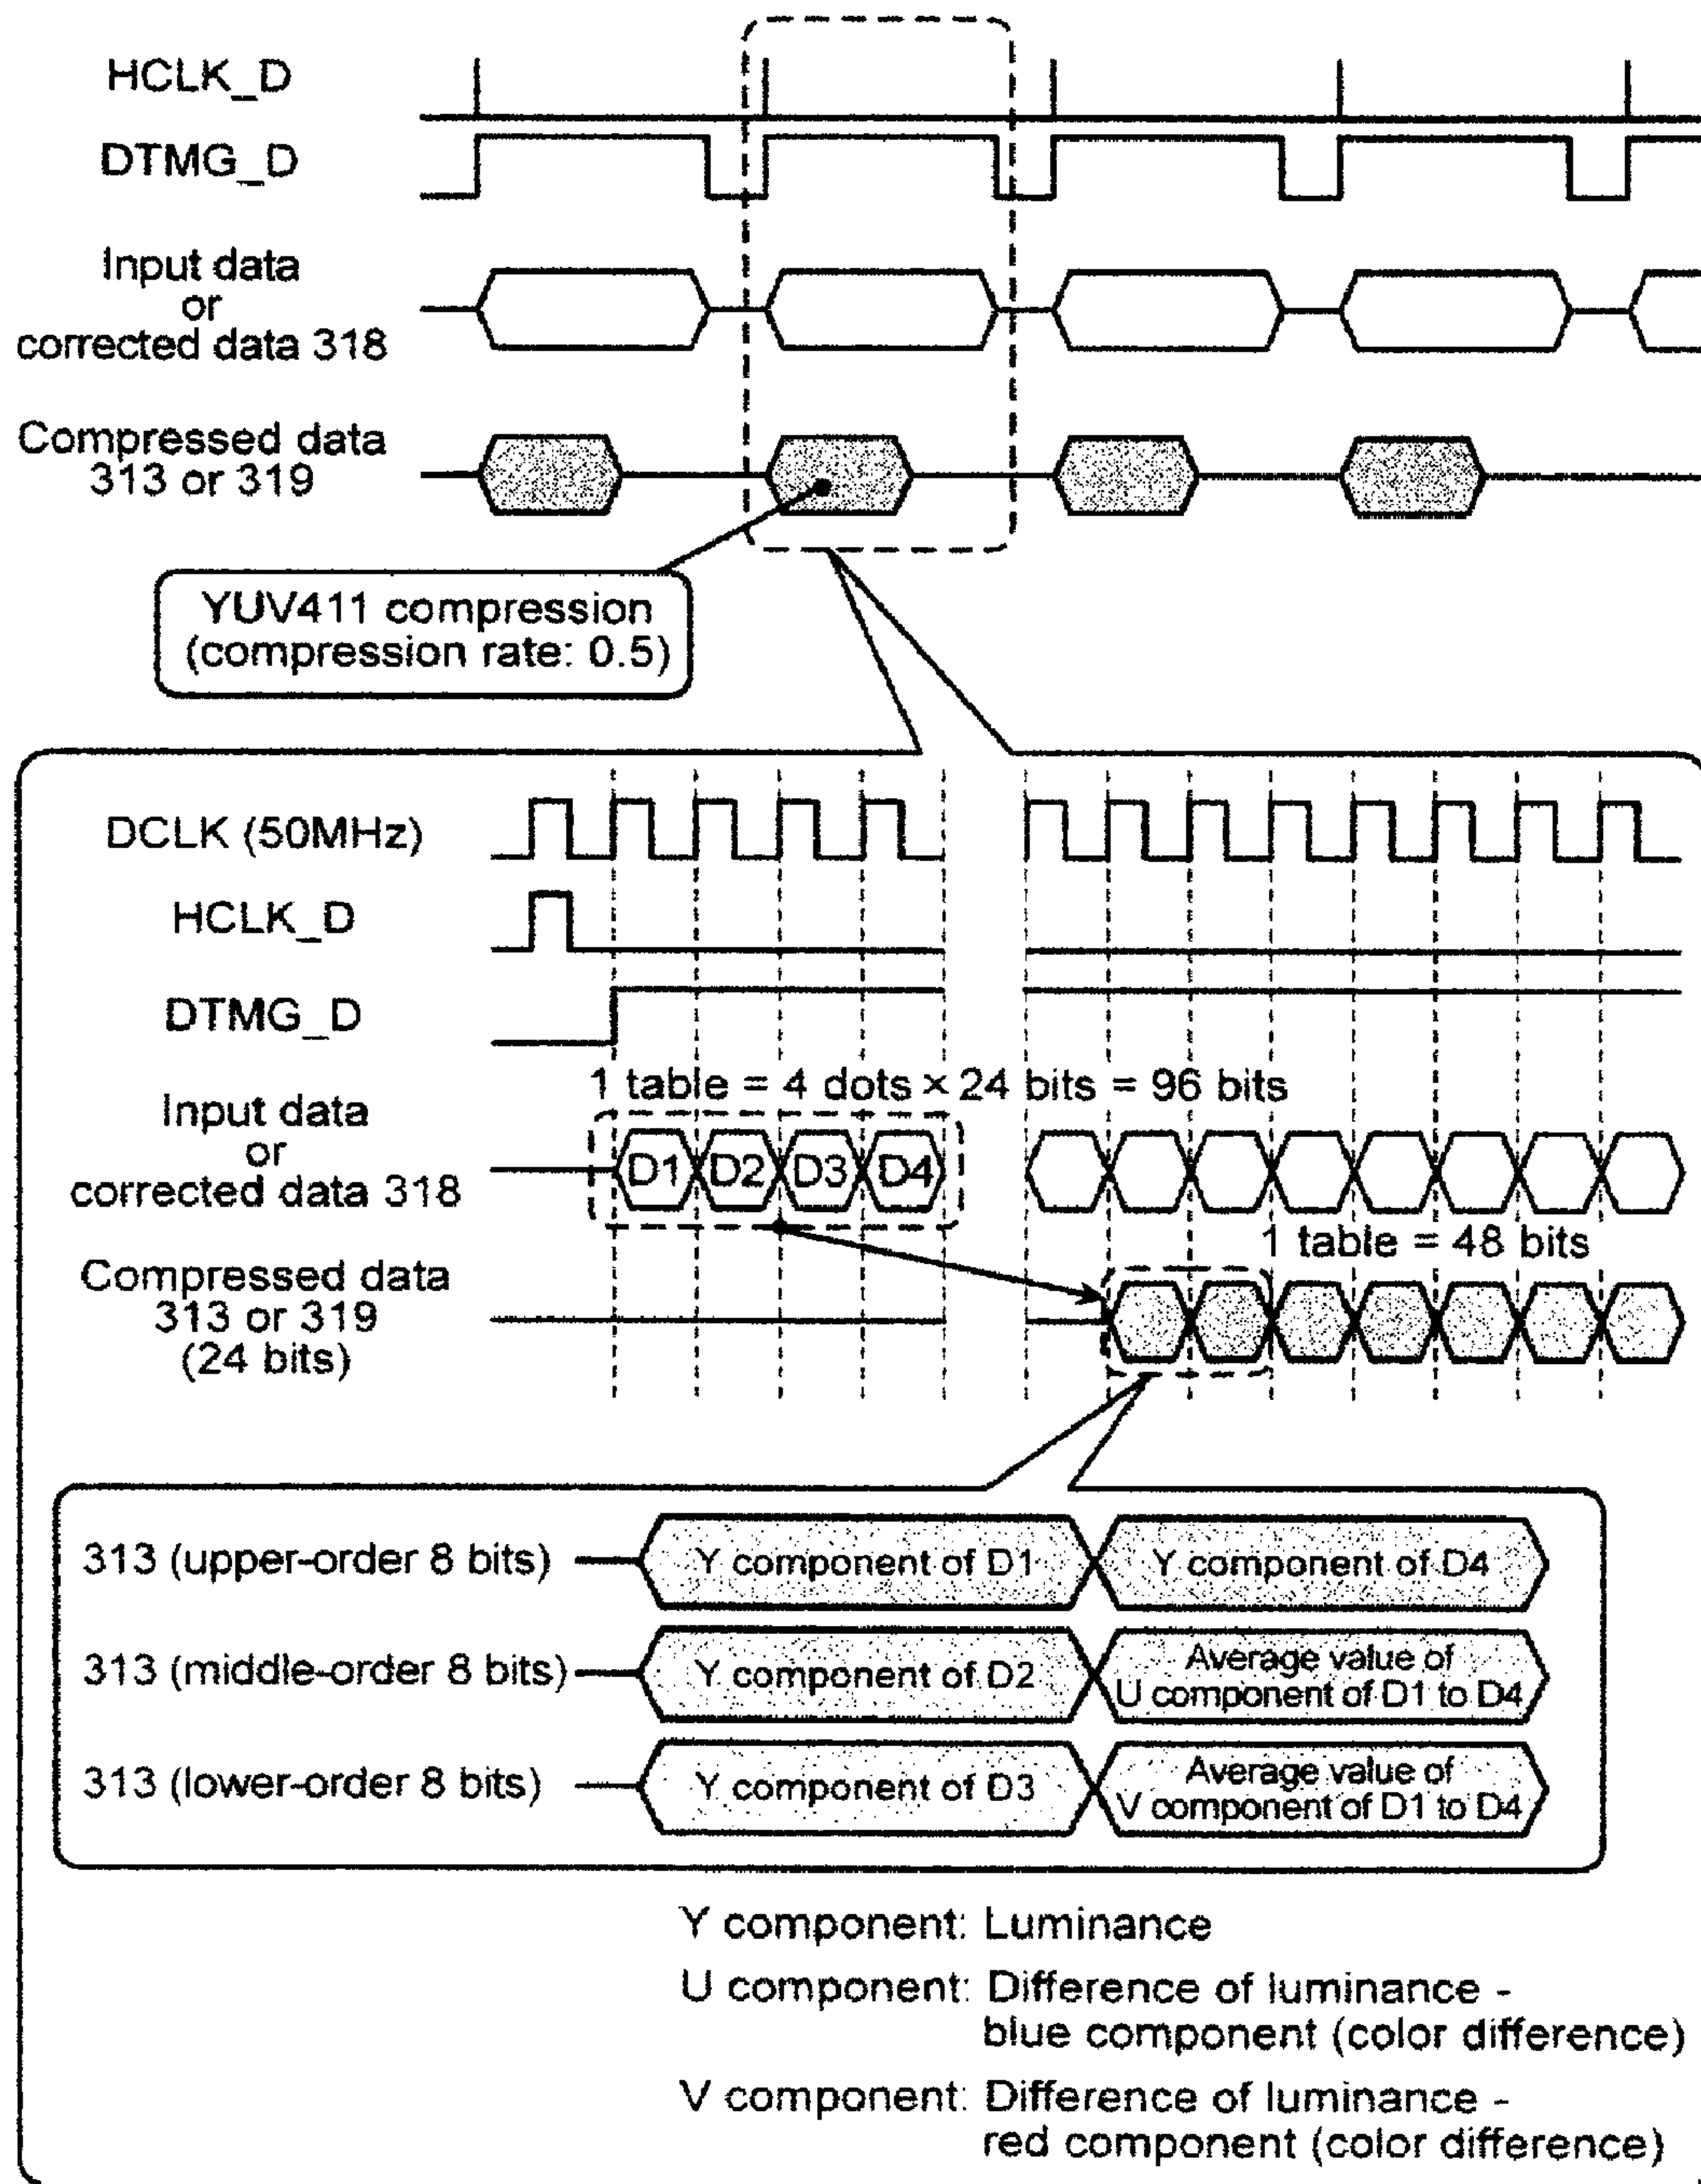 HCLK_D
DTMG_D
Input data
or
corrected data 318
Compressed data
313 or 319
YUV411 compression
(compression rate: 0.5)
DCLK (50MHz)
HCLK_D
DTMG_D
1 table = 4 dots × 24 bits = 96 bits
Input data
or
corrected data 318
D1 D2 D3 D4
1 table = 48 bits
Compressed data
313 or 319
(24 bits)
313 (upper-order 8 bits) Y component of D1 Y component of D4
313 (middle-order 8 bits) Y component of D2 Average value of
U component of D1 to D4
313 (lower-order 8 bits) Y component of D3 Average value of
V component of D1 to D4
Y component: Luminance
U component: Difference of luminance -
blue component (color difference)
V component: Difference of luminance -
red component (color difference)